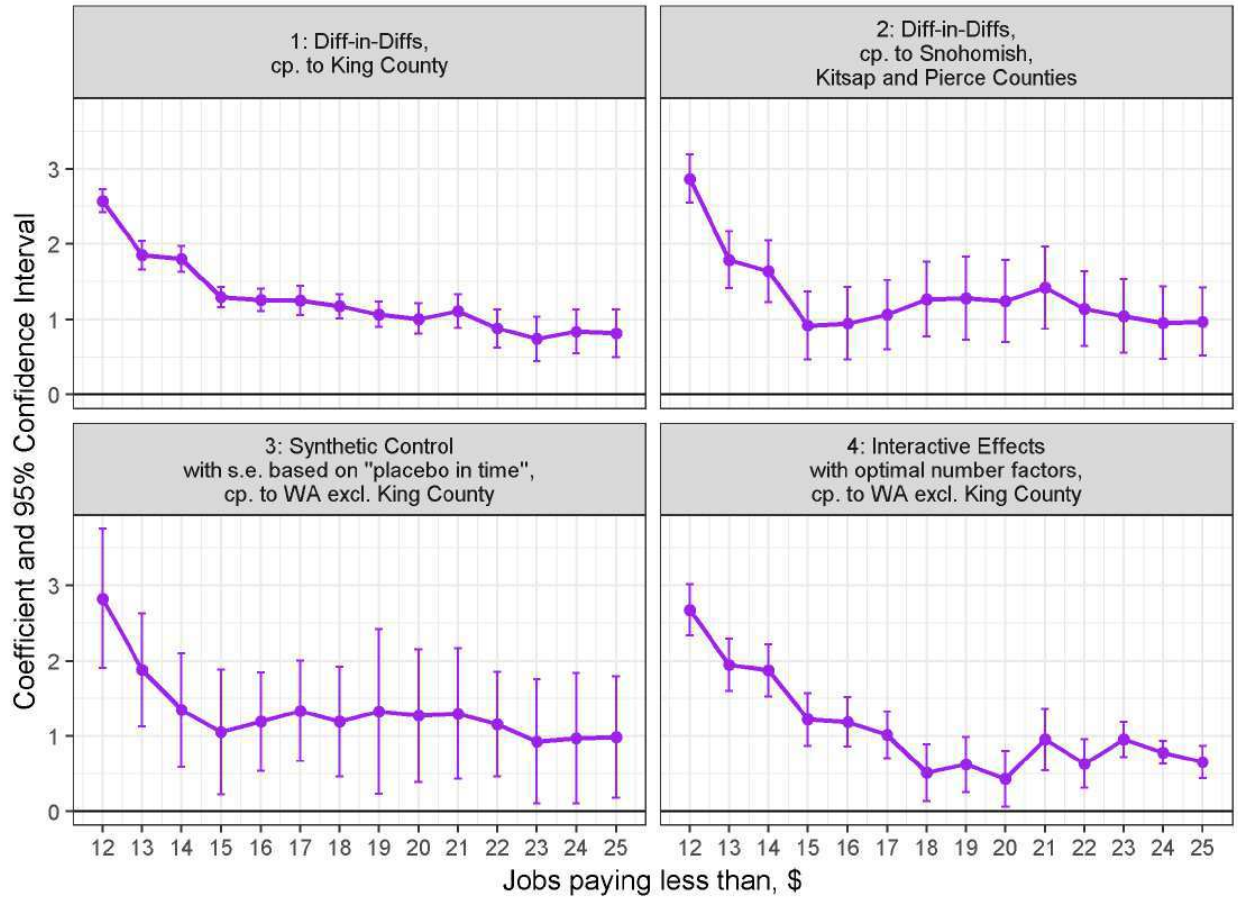 1: Diff-in-Diffs,
cp. to King County
2: Diff-in-Diffs,
cp. to Snohomish,
Kitsap and Pierce Counties
3
2
1
0
3: Synthetic Control
with s.e. based on "placebo in time",
cp. to WA excl. King County
4: Interactive Effects
with optimal number factors,
cp. to WA excl. King County
3
2
1
0
Coefficient and 95% Confidence Interval
12 13 14 15 16 17 18 19 20 21 22 23 24 25
12 13 14 15 16 17 18 19 20 21 22 23 24 25
Jobs paying less than, $